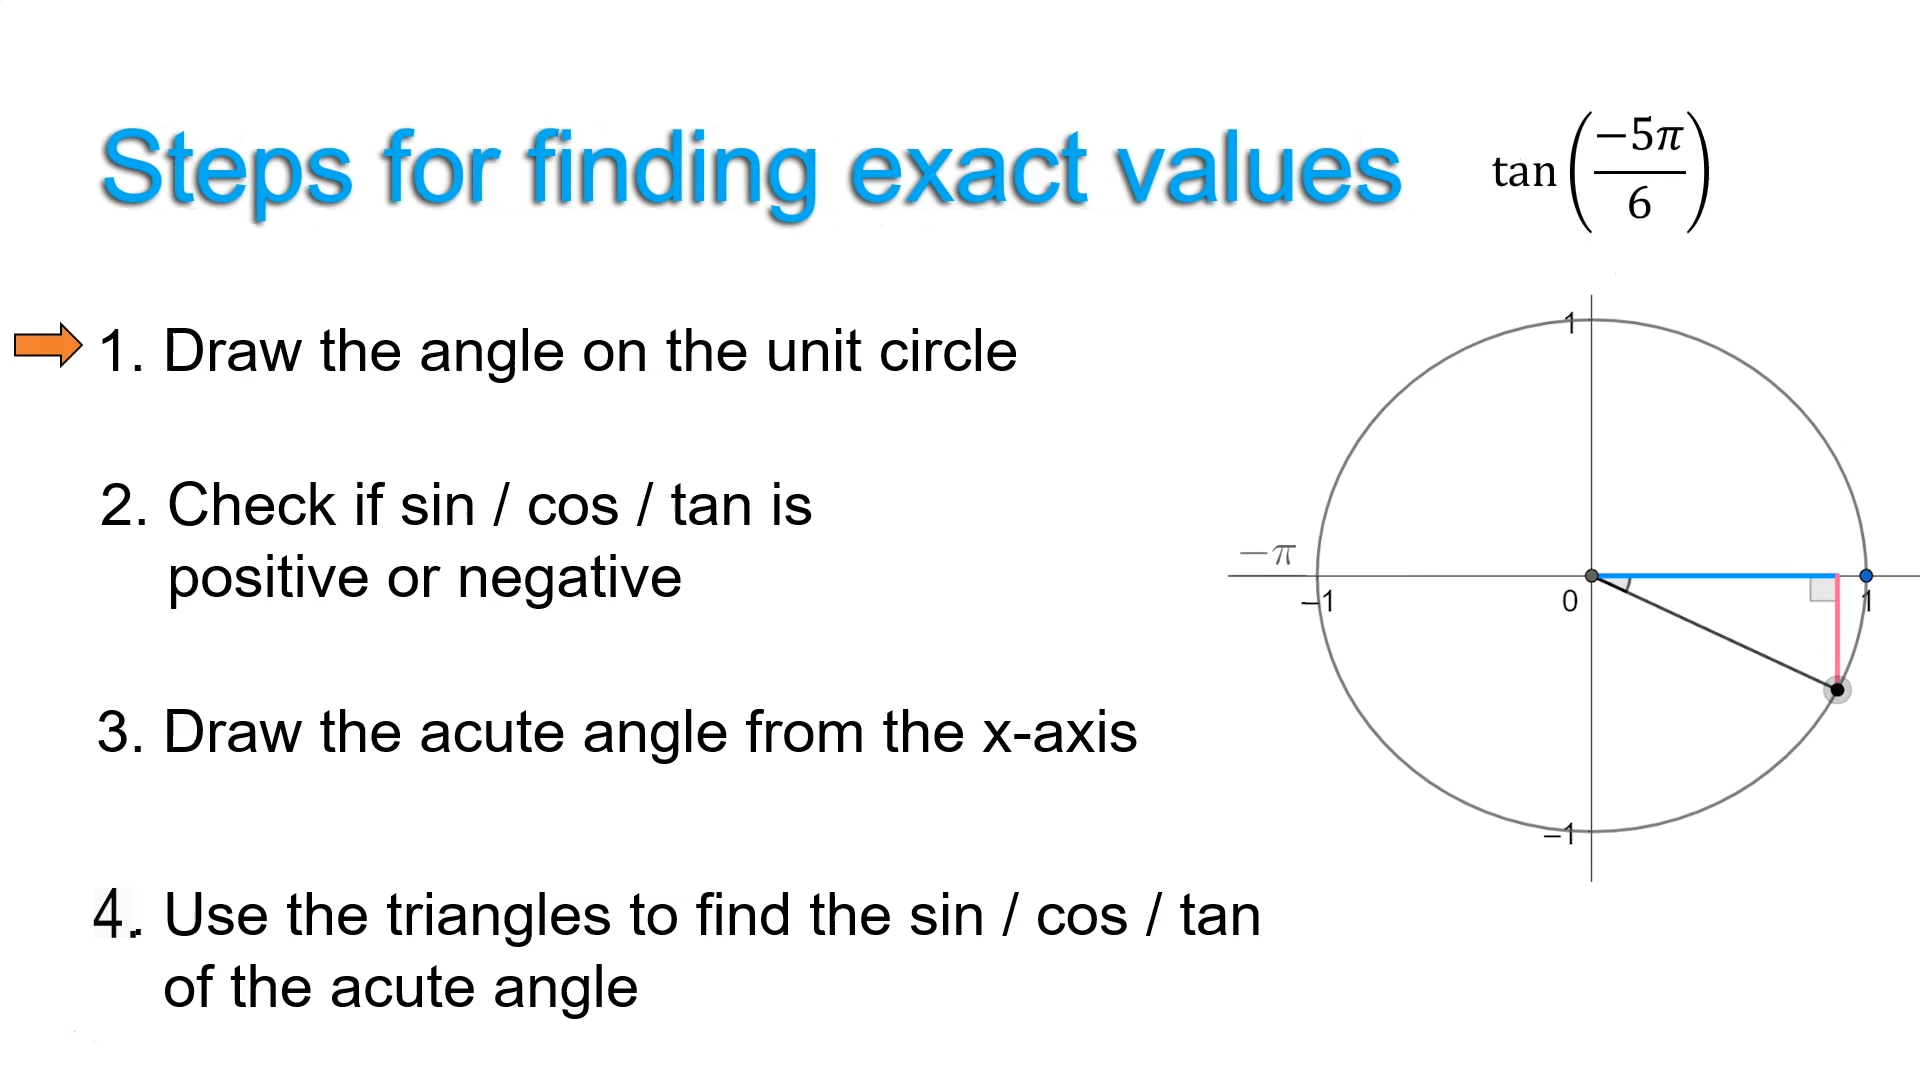 Steps for finding exact values
tan(−5π/6)
1. Draw the angle on the unit circle
2. Check if sin / cos / tan is
positive or negative
3. Draw the acute angle from the x-axis
4. Use the triangles to find the sin / cos / tan
of the acute angle
1
−π
−1
0
1
−1